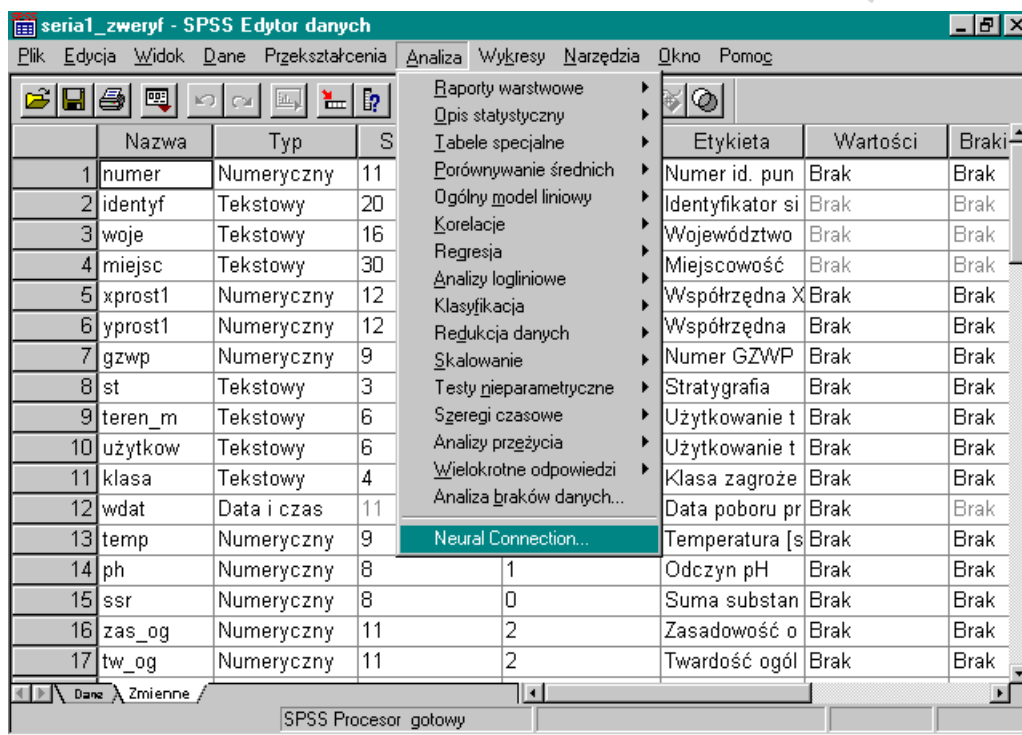 seria1_zweryf - SPSS Edytor danych
Plik Edycja Widok Dane Przekształcenia Analiza Wykresy Narzędzia Okno Pomoc
Raporty warstwowe
Opis statystyczny
Tabele specjalne
Porównywanie średnich
Ogólny model liniowy
Korelacje
Regresja
Analizy logliniowe
Klasyfikacja
Redukcja danych
Skalowanie
Testy nieparametryczne
Szeregi czasowe
Analizy przeżycia
Wielokrotne odpowiedzi
Analiza braków danych...
Neural Connection...
Nazwa Typ S Etykieta Wartości Braki
1 numer Numeryczny 11 Numer id. pun Brak Brak
2 identyf Tekstowy 20 Identyfikator si Brak Brak
3 woje Tekstowy 16 Województwo Brak Brak
4 miejsc Tekstowy 30 Miejscowość Brak Brak
5 xprost1 Numeryczny 12 Współrzędna X Brak Brak
6 yprost1 Numeryczny 12 Współrzędna Brak Brak
7 gzwp Numeryczny 9 Numer GZWP Brak Brak
8 st Tekstowy 3 Stratygrafia Brak Brak
9 teren_m Tekstowy 6 Użytkowanie t Brak Brak
10 użytkow Tekstowy 6 Użytkowanie t Brak Brak
11 klasa Tekstowy 4 Klasa zagroże Brak Brak
12 wdat Data i czas 11 Data poboru pr Brak Brak
13 temp Numeryczny 9 Temperatura [s Brak Brak
14 ph Numeryczny 8 1 Odczyn pH Brak Brak
15 ssr Numeryczny 8 0 Suma substan Brak Brak
16 zas_og Numeryczny 11 2 Zasadowość o Brak Brak
17 tw_og Numeryczny 11 2 Twardość ogól Brak Brak
Dane Zmienne
SPSS Procesor gotowy